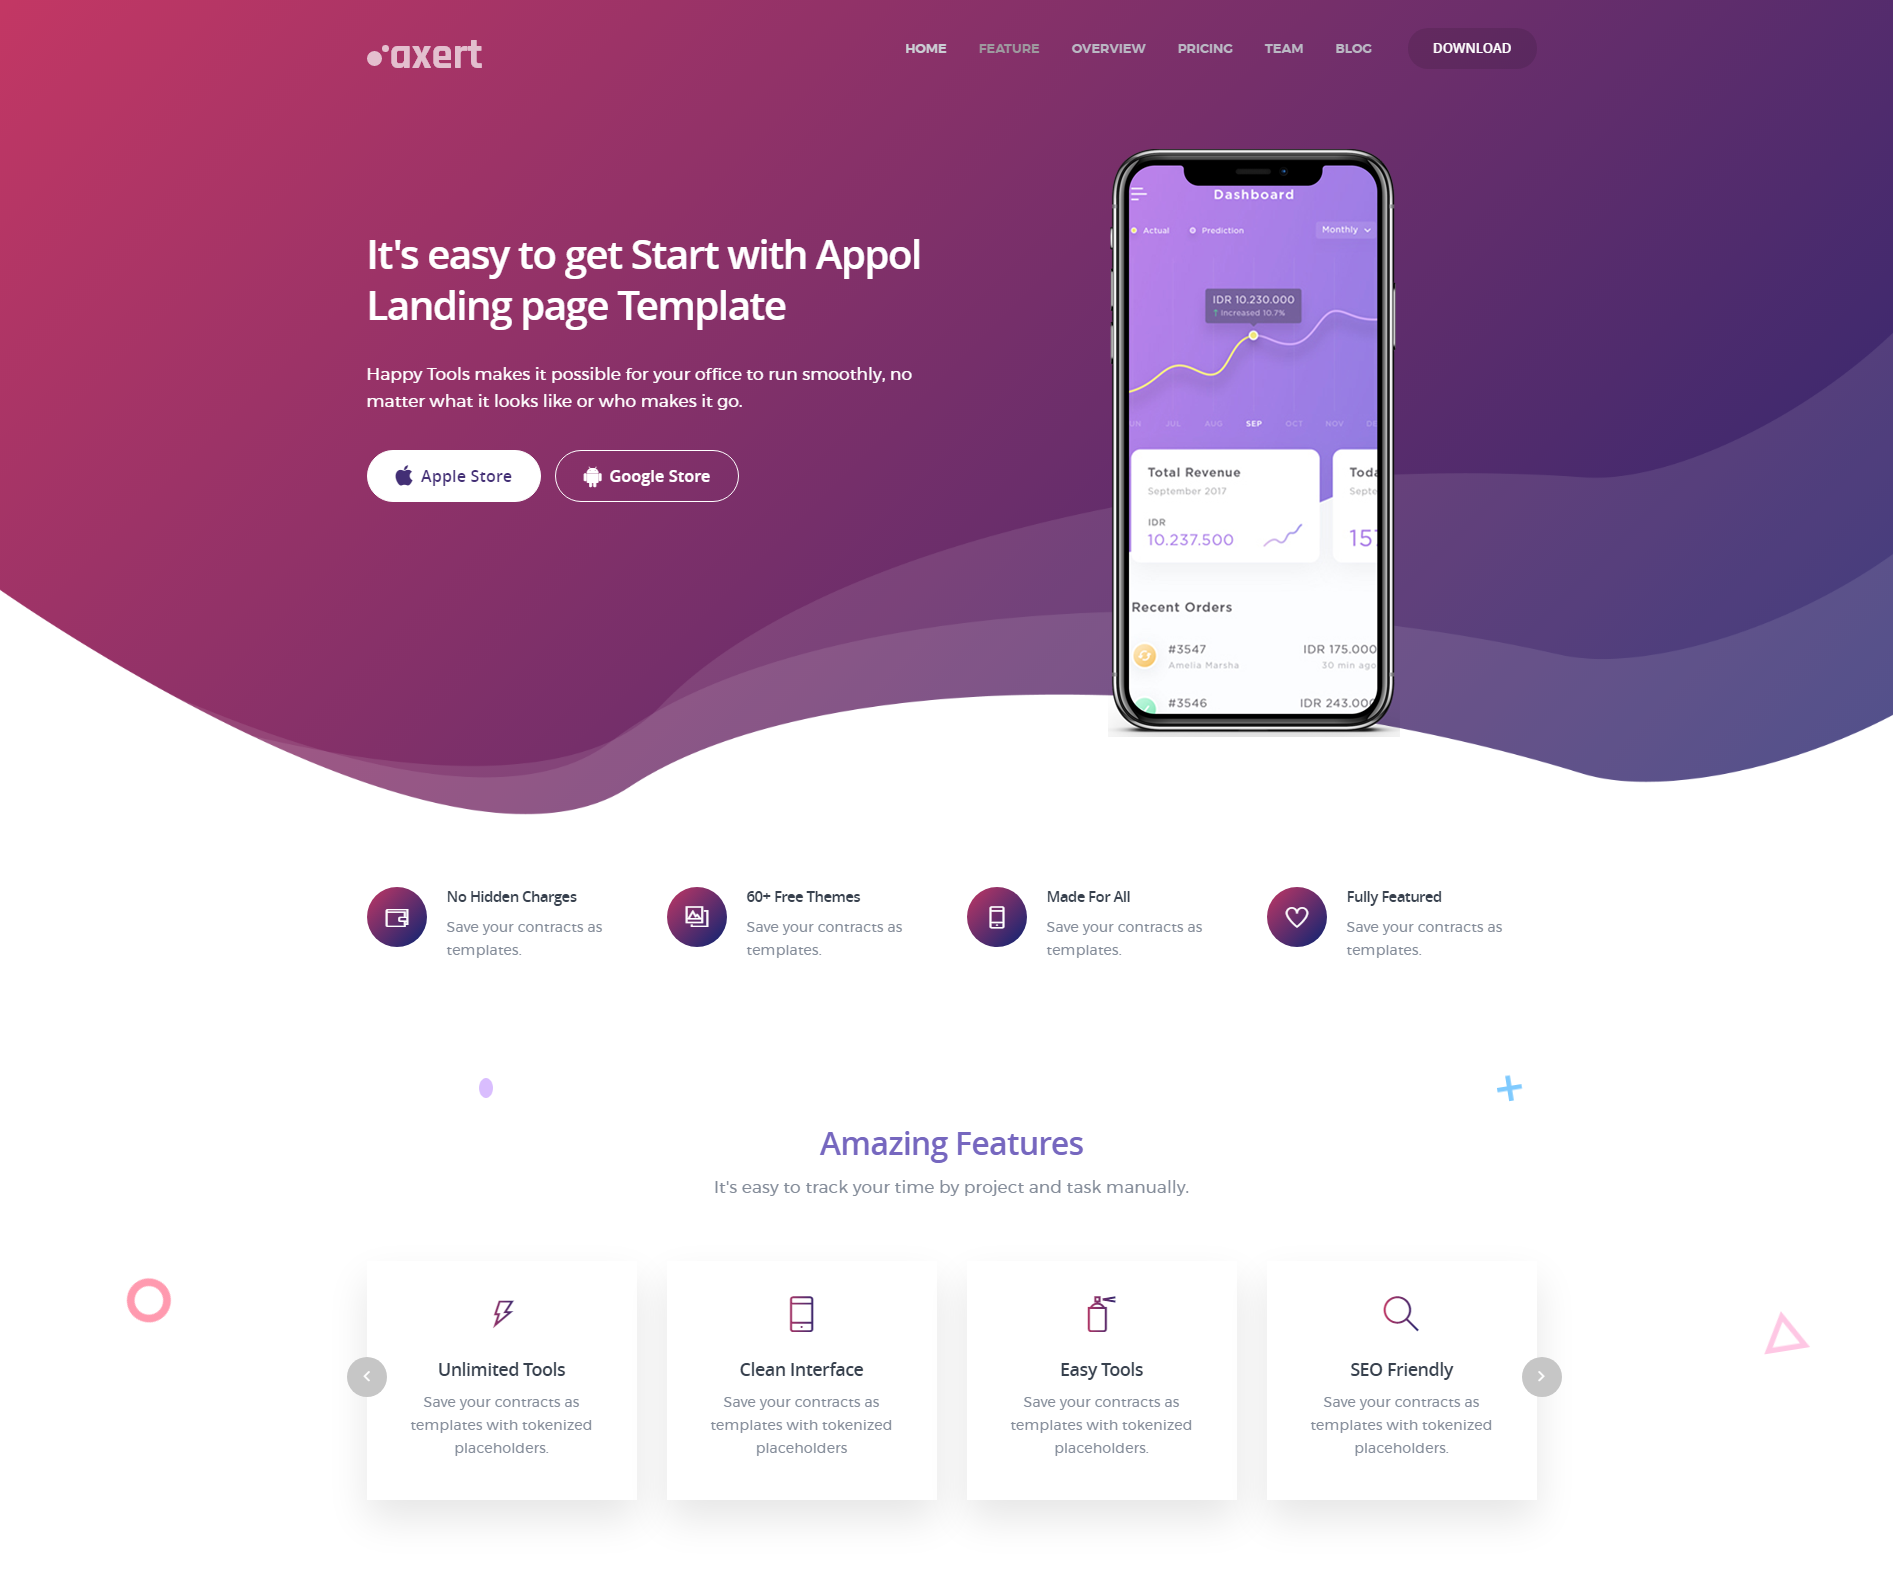 axert
HOME FEATURE OVERVIEW PRICING TEAM BLOG DOWNLOAD
It's easy to get Start with Appol
Landing page Template
Happy Tools makes it possible for your office to run smoothly, no
matter what it looks like or who makes it go.
Apple Store Google Store
Dashboard
Actual Prediction Monthly
IDR 10.230.000
↑ Increased 10.7%
UN JUL AUG SEP OCT NOV DE
Total Revenue Toda
September 2017 Septe
IDR
10.237.500 157
Recent Orders
#3547 IDR 175.000
Amelia Marsha 30 min ago
#3546 IDR 243.000
No Hidden Charges
Save your contracts as
templates.
60+ Free Themes
Save your contracts as
templates.
Made For All
Save your contracts as
templates.
Fully Featured
Save your contracts as
templates.
Amazing Features
It's easy to track your time by project and task manually.
Unlimited Tools
Save your contracts as
templates with tokenized
placeholders.
Clean Interface
Save your contracts as
templates with tokenized
placeholders
Easy Tools
Save your contracts as
templates with tokenized
placeholders.
SEO Friendly
Save your contracts as
templates with tokenized
placeholders.